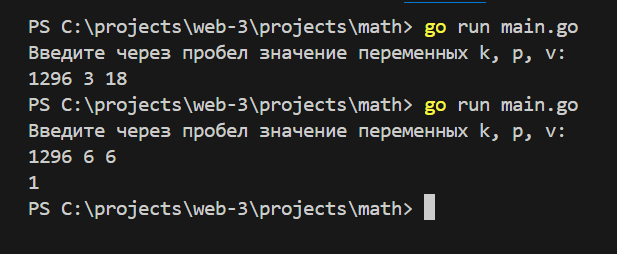 PS C:\projects\web-3\projects\math> go run main.go
Введите через пробел значение переменных k, p, v:
1296 3 18
PS C:\projects\web-3\projects\math> go run main.go
Введите через пробел значение переменных k, p, v:
1296 6 6
1
PS C:\projects\web-3\projects\math>